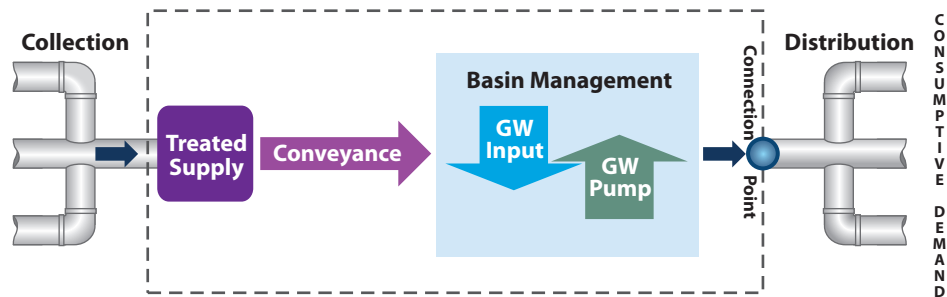 Collection
Treated
Supply
Conveyance
Basin Management
GW
Input
GW
Pump
Connection Point
Distribution
CONSUMPTIVE DEMAND